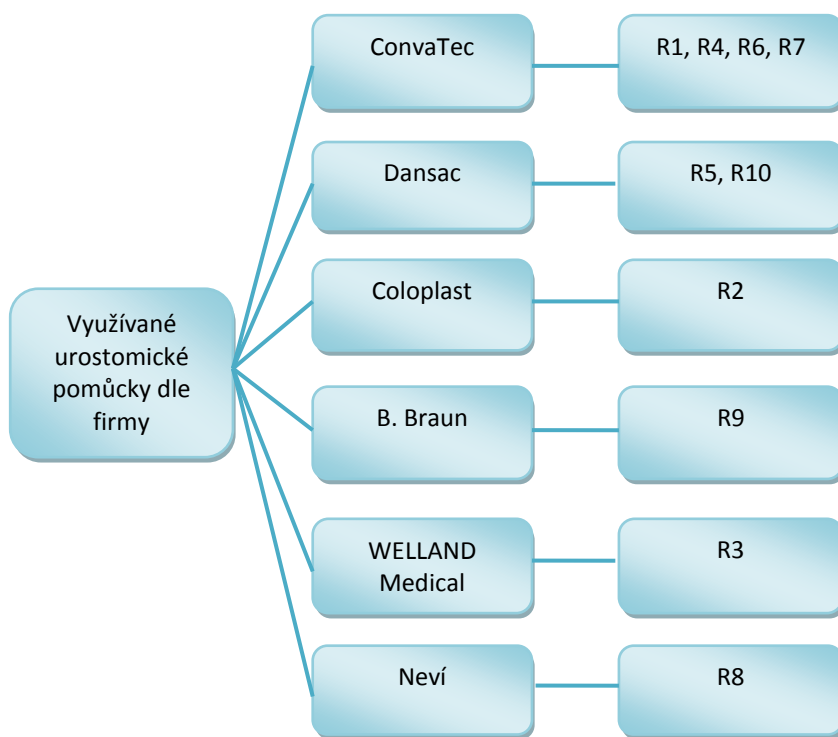 ConvaTec
R1, R4, R6, R7
Dansac
R5, R10
Coloplast
R2
Využívané
urostomické
pomůcky dle
firmy
B. Braun
R9
WELLAND
Medical
R3
Neví
R8